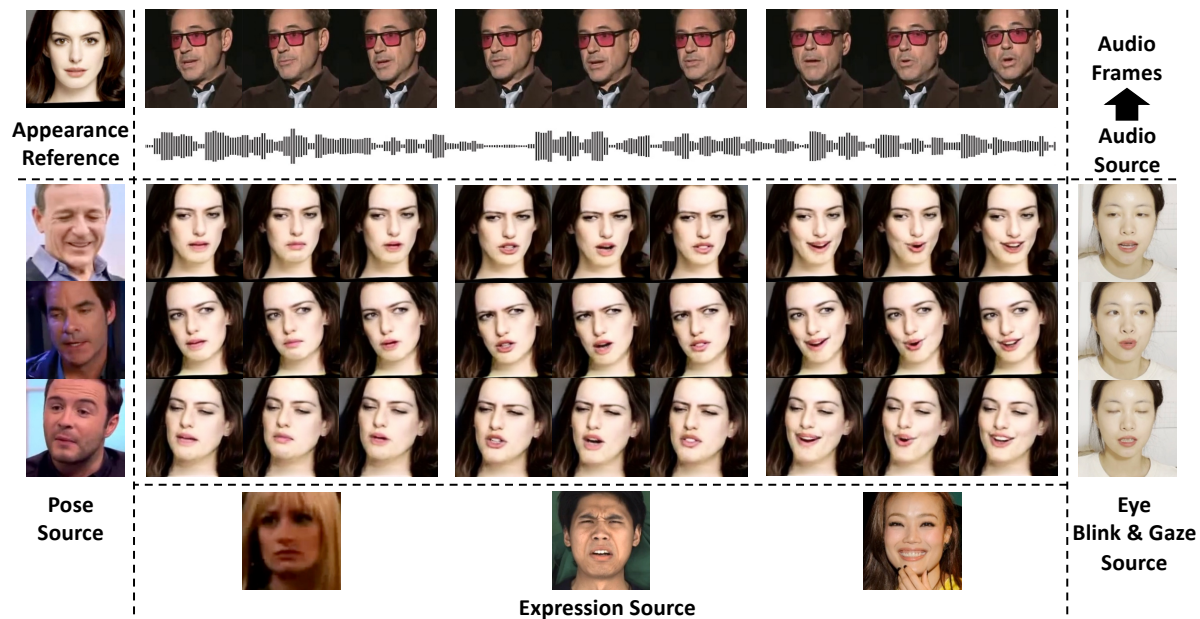 Appearance
Reference
Audio
Frames
Audio
Source
Pose
Source
Eye
Blink & Gaze
Source
Expression Source